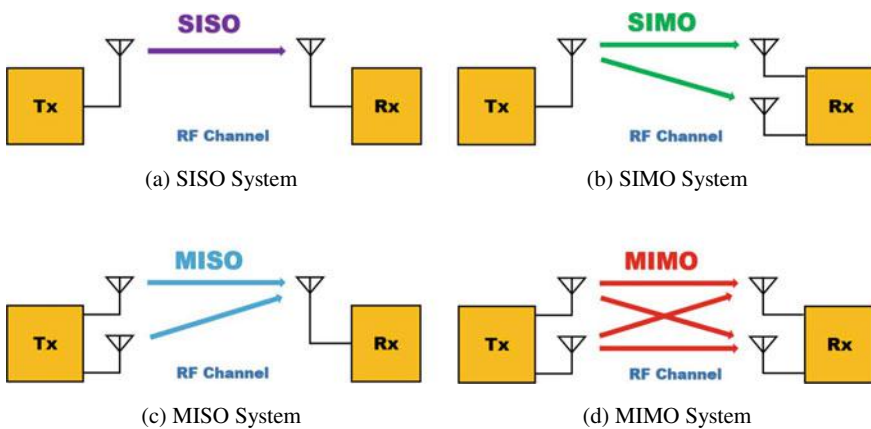 SISO
Tx
Rx
RF Channel
(a) SISO System
SIMO
Tx
Rx
RF Channel
(b) SIMO System
MISO
Tx
Rx
RF Channel
(c) MISO System
MIMO
Tx
Rx
RF Channel
(d) MIMO System